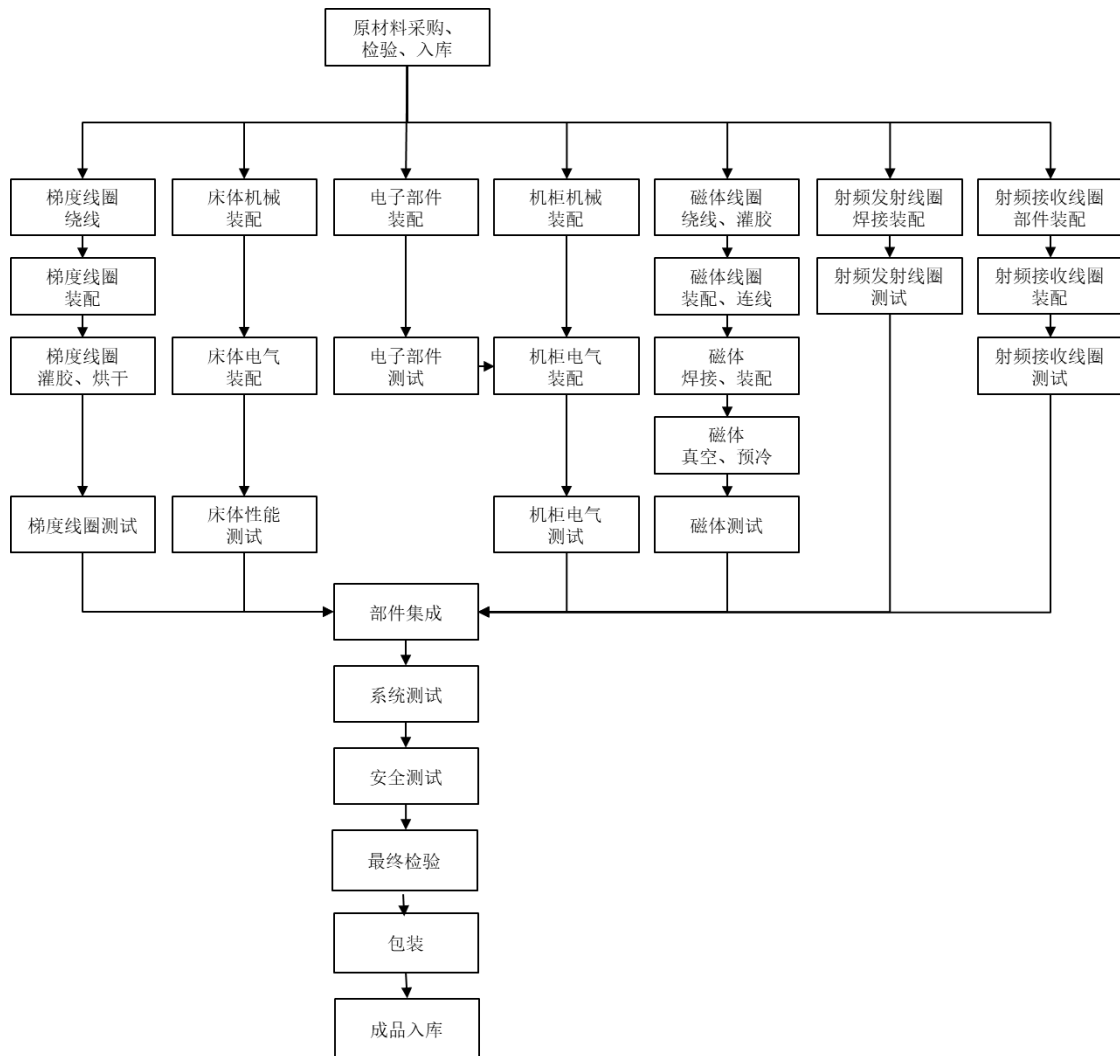 原材料采购、
检验、入库
梯度线圈
绕线
床体机械
装配
电子部件
装配
机柜机械
装配
磁体线圈
绕线、灌胶
射频发射线圈
焊接装配
射频接收线圈
部件装配
梯度线圈
装配
磁体线圈
装配、连线
射频发射线圈
测试
射频接收线圈
装配
梯度线圈
灌胶、烘干
床体电气
装配
电子部件
测试
机柜电气
装配
磁体
焊接、装配
射频接收线圈
测试
磁体
真空、预冷
梯度线圈测试
床体性能
测试
机柜电气
测试
磁体测试
部件集成
系统测试
安全测试
最终检验
包装
成品入库